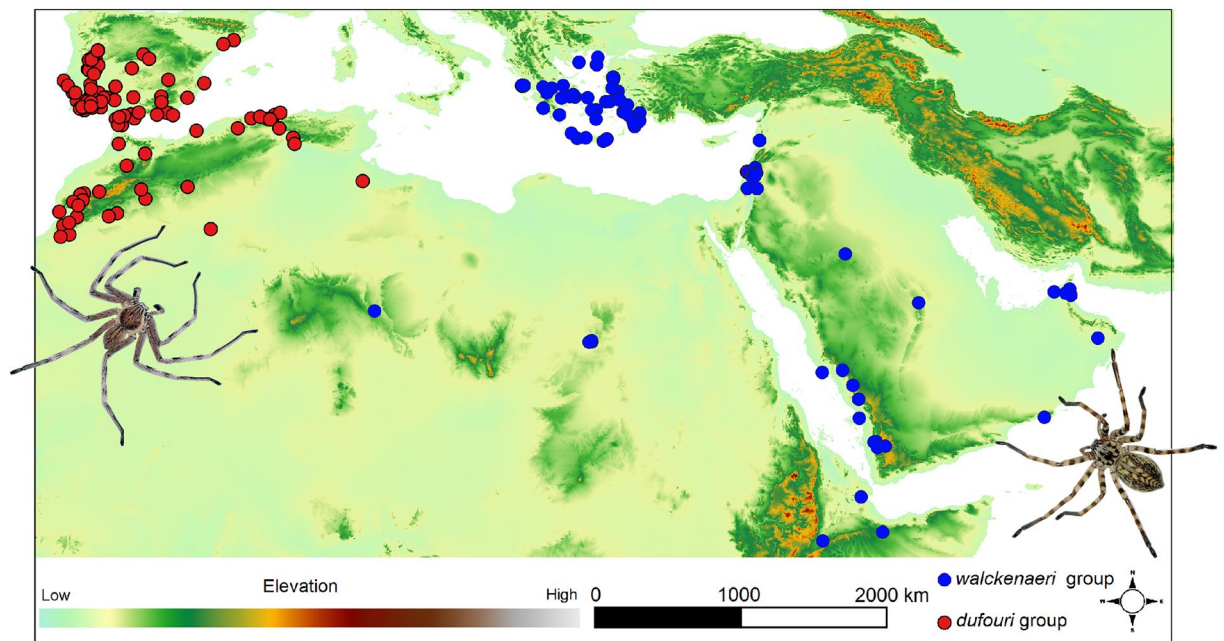 Low
Elevation
High
0 1000 2000 km
walckenaeri group
dufouri group
N
W E
S